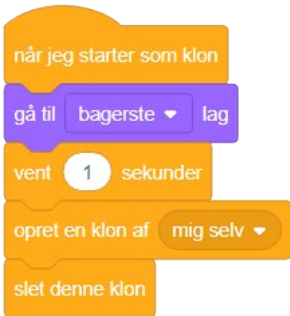 når jeg starter som klon
gå til bagerste lag
vent 1 sekunder
opret en klon af mig selv
slet denne klon